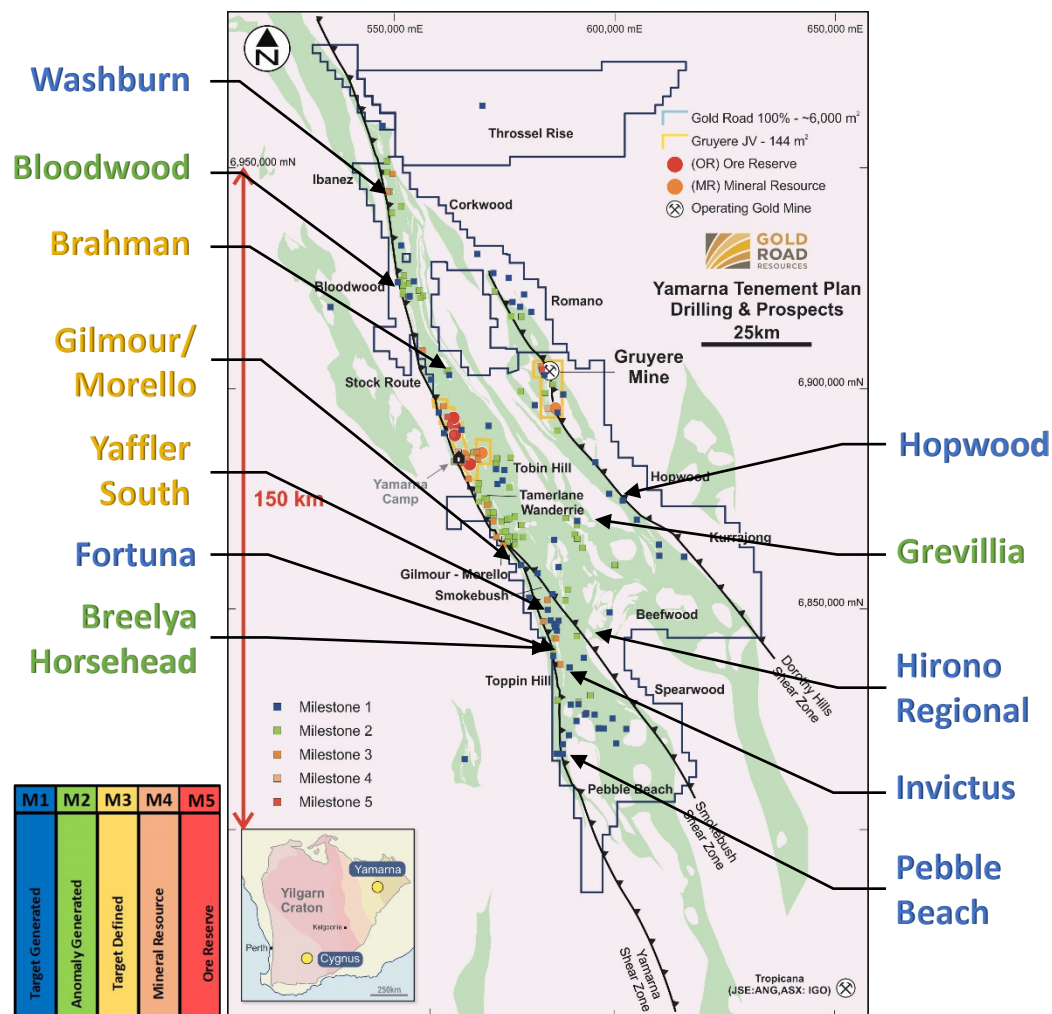 550,000 mE
600,000 mE
650,000 mE
N
Washburn
Bloodwood
Brahman
Gilmour/
Morello
Yaffler
South
Fortuna
Breelya
Horsehead
150 km
6,950,000 mN
6,900,000 mN
6,850,000 mN
Throssel Rise
Ibanez
Corkwood
Bloodwood
Romano
Stock Route
Gruyere
Mine
Yamarna
Camp
Tobin Hill
Tamerlane
Wanderrie
Hopwood
Kurrajong
Gilmour - Morello
Smokebush
Beefwood
Toppin Hill
Spearwood
Pebble Beach
Dorothy Hills
Shear Zone
Smokebush
Shear Zone
Yamarna
Shear Zone
Gold Road 100% - ~6,000 m²
Gruyere JV - 144 m²
(OR) Ore Reserve
(MR) Mineral Resource
Operating Gold Mine
GOLD
ROAD
RESOURCES
Yamarna Tenement Plan
Drilling & Prospects
25km
Hopwood
Grevillia
Hirono
Regional
Invictus
Pebble
Beach
Milestone 1
Milestone 2
Milestone 3
Milestone 4
Milestone 5
M1 M2 M3 M4 M5
Target Generated
Anomaly Generated
Target Defined
Mineral Resource
Ore Reserve
Yamarna
Yilgarn
Craton
Kalgoorlie
Perth
Cygnus
250km
Tropicana
(JSE:ANG,ASX: IGO)